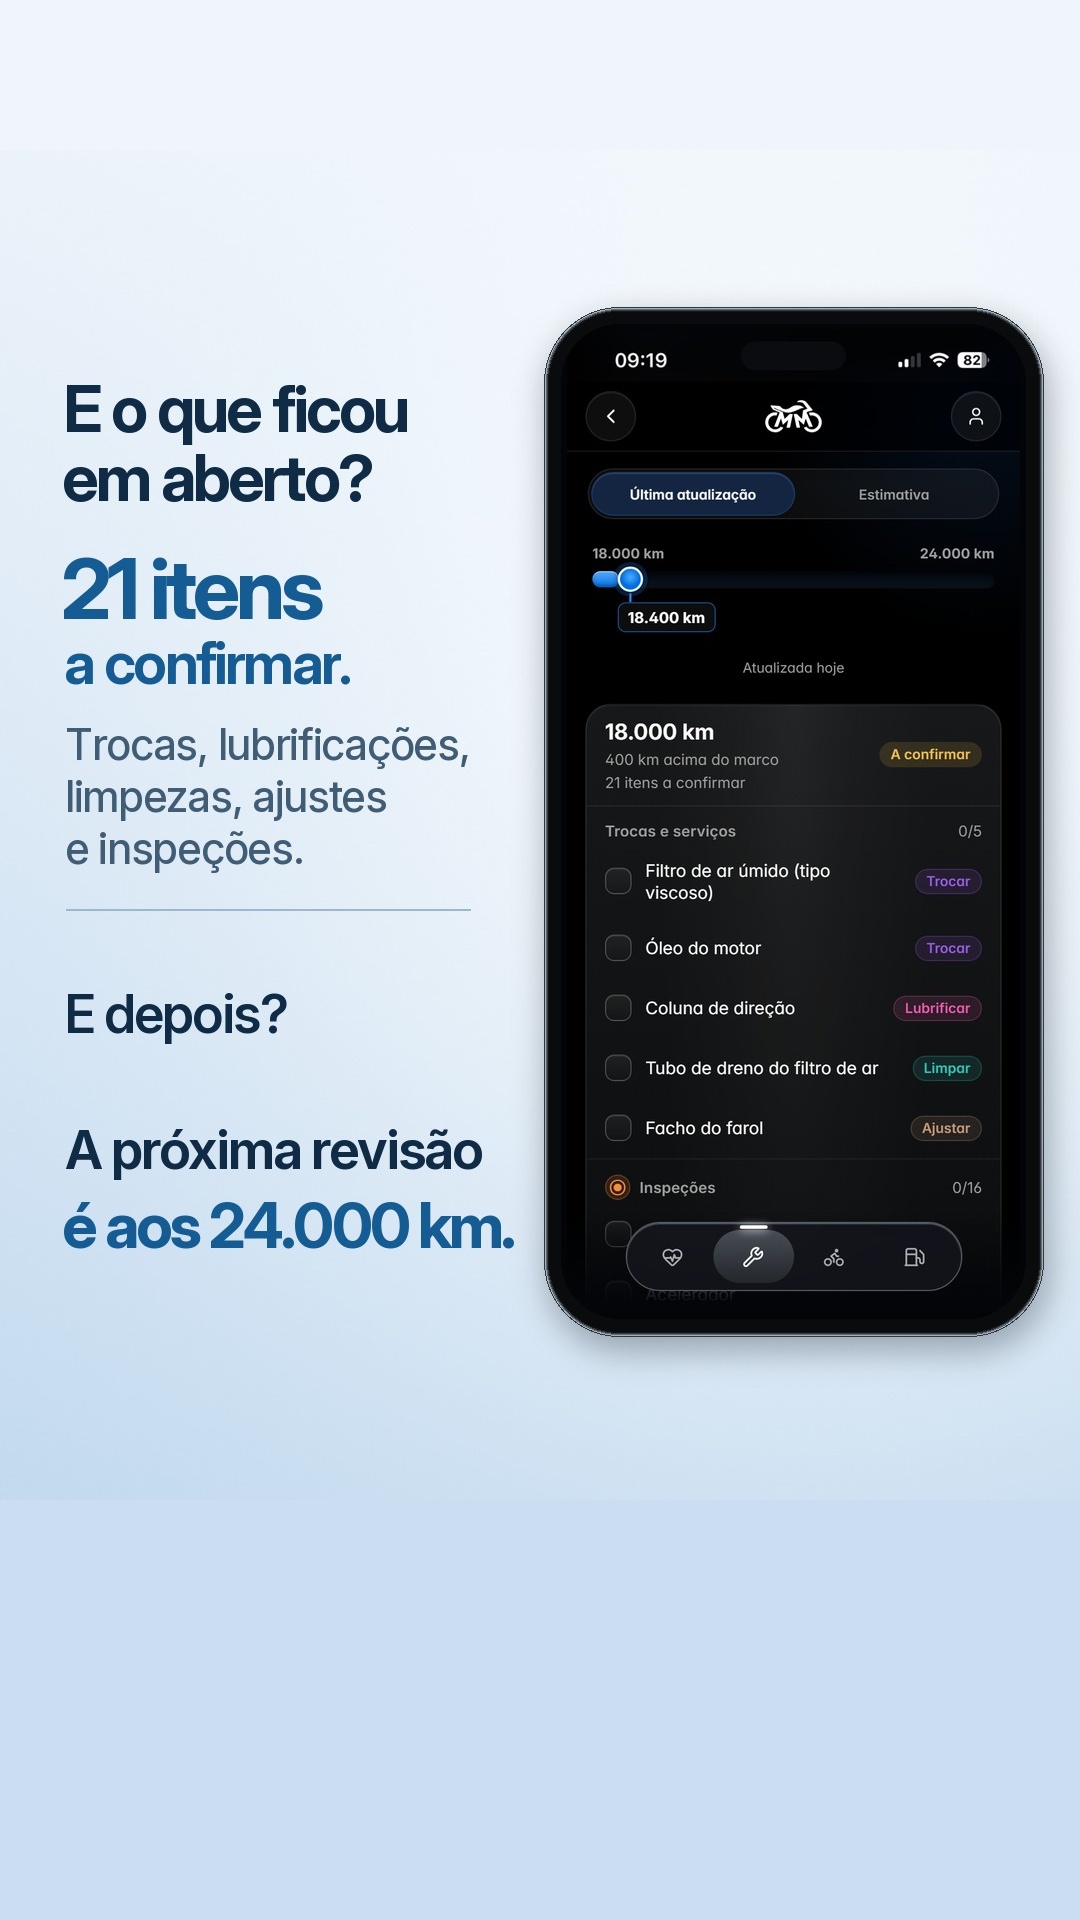 E o que ficou
em aberto?
21 itens
a confirmar.
Trocas, lubrificações,
limpezas, ajustes
e inspeções.
E depois?
A próxima revisão
é aos 24.000 km.
09:19
82
MM
Última atualização
Estimativa
18.000 km
24.000 km
18.400 km
Atualizada hoje
18.000 km
400 km acima do marco
21 itens a confirmar
A confirmar
Trocas e serviços
0/5
Filtro de ar úmido (tipo
viscoso)
Trocar
Óleo do motor
Trocar
Coluna de direção
Lubrificar
Tubo de dreno do filtro de ar
Limpar
Facho do farol
Ajustar
Inspeções
0/16
Acelerador